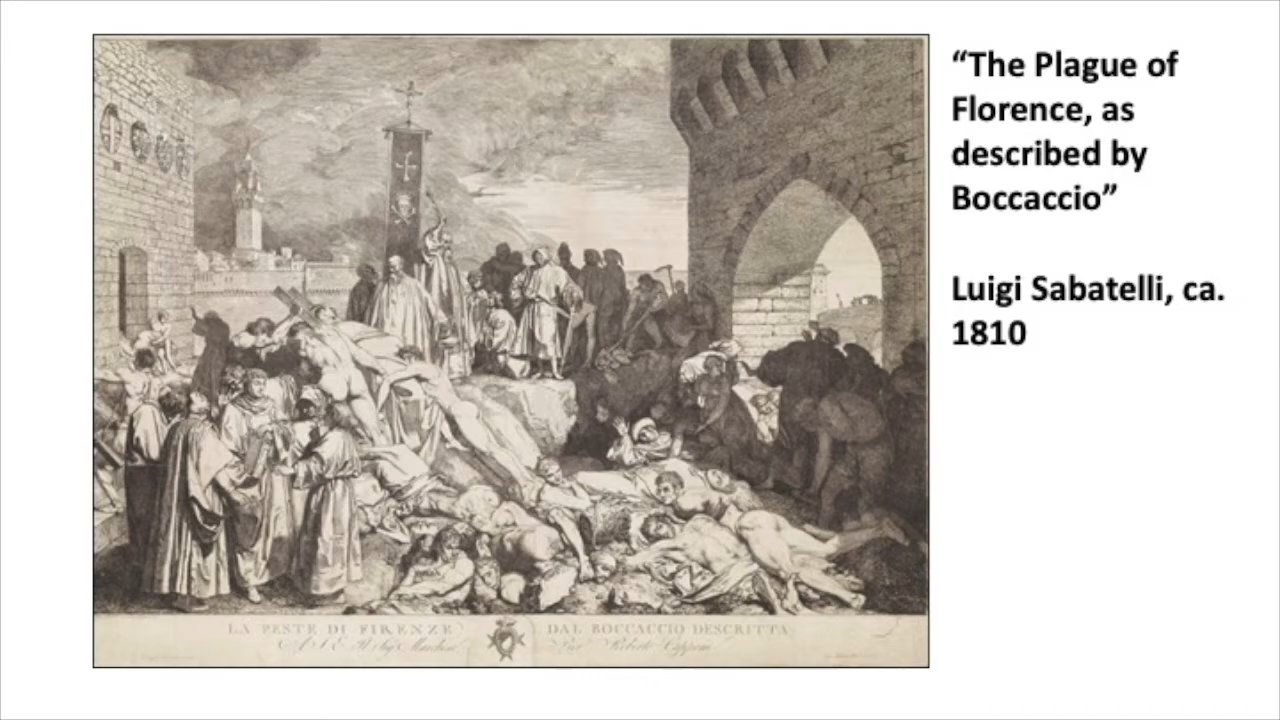 “The Plague of
Florence, as
described by
Boccaccio”
Luigi Sabatelli, ca.
1810
LA PESTE DI FIRENZE DAL BOCCACCIO DESCRITTA